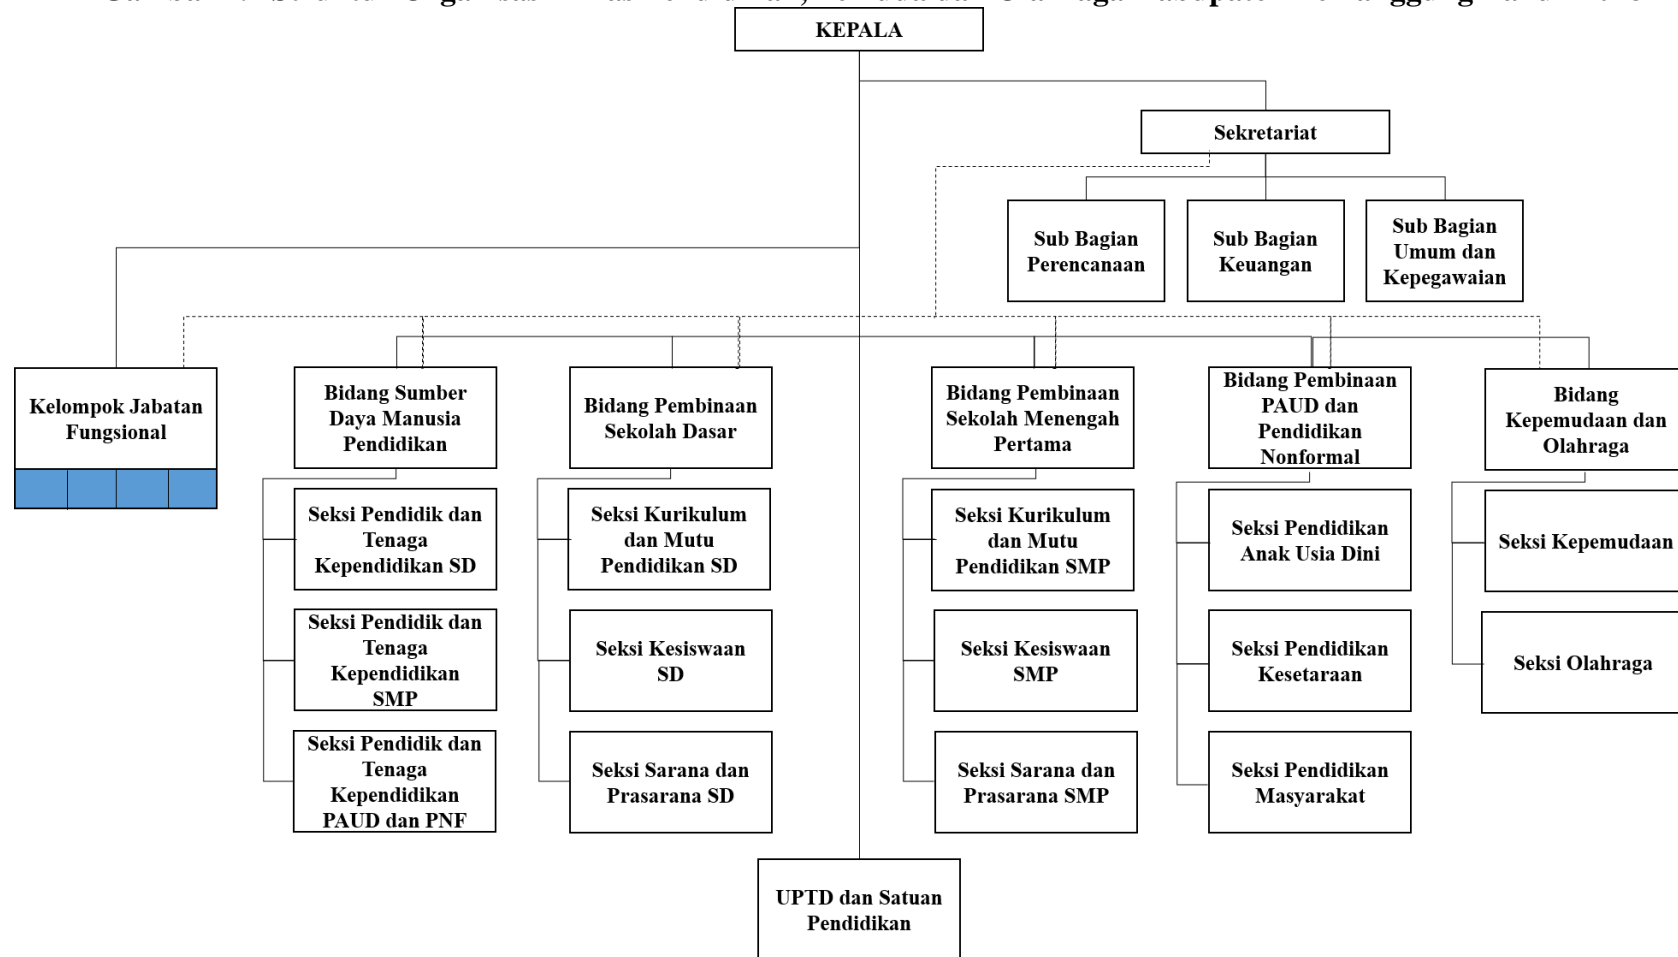 KEPALA
Sekretariat
Sub Bagian
Perencanaan
Sub Bagian
Keuangan
Sub Bagian
Umum dan
Kepegawaian
Kelompok Jabatan
Fungsional
Bidang Sumber
Daya Manusia
Pendidikan
Bidang Pembinaan
Sekolah Dasar
Bidang Pembinaan
Sekolah Menengah
Pertama
Bidang Pembinaan
PAUD dan
Pendidikan
Nonformal
Bidang
Kepemudaan dan
Olahraga
Seksi Pendidik dan
Tenaga
Kependidikan SD
Seksi Kurikulum
dan Mutu
Pendidikan SD
Seksi Kurikulum
dan Mutu
Pendidikan SMP
Seksi Pendidikan
Anak Usia Dini
Seksi Kepemudaan
Seksi Pendidik dan
Tenaga
Kependidikan
SMP
Seksi Kesiswaan
SD
Seksi Kesiswaan
SMP
Seksi Pendidikan
Kesetaraan
Seksi Olahraga
Seksi Pendidik dan
Tenaga
Kependidikan
PAUD dan PNF
Seksi Sarana dan
Prasarana SD
Seksi Sarana dan
Prasarana SMP
Seksi Pendidikan
Masyarakat
UPTD dan Satuan
Pendidikan